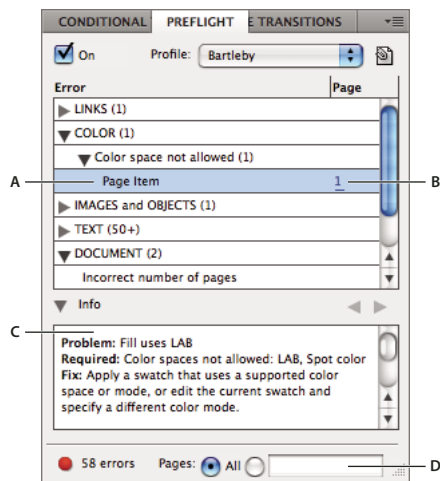 CONDITIONAL PREFLIGHT E TRANSITIONS
On Profile: Bartleby
Error Page
LINKS (1)
COLOR (1)
Color space not allowed (1)
A Page Item 1 B
IMAGES and OBJECTS (1)
TEXT (50+)
DOCUMENT (2)
Incorrect number of pages
Info
C
Problem: Fill uses LAB
Required: Color spaces not allowed: LAB, Spot color
Fix: Apply a swatch that uses a supported color
space or mode, or edit the current swatch and
specify a different color mode.
58 errors Pages: All D